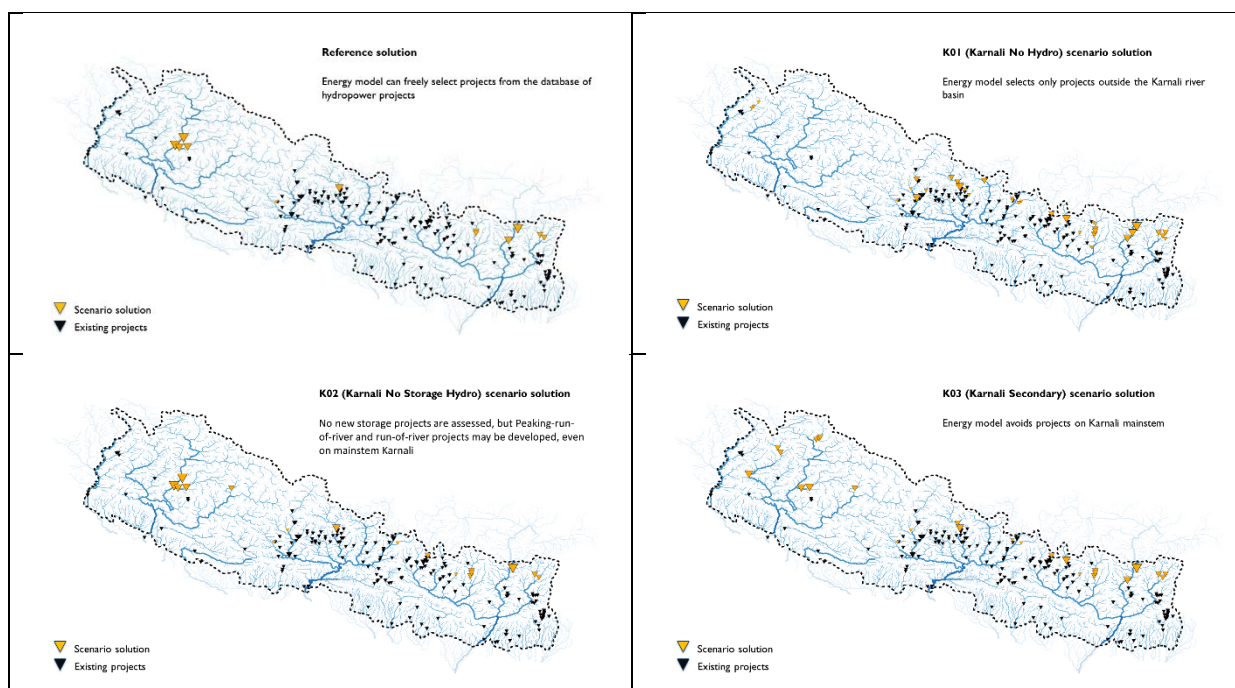 Reference solution
Energy model can freely select projects from the database of
hydropower projects
Scenario solution
Existing projects
K01 (Karnali No Hydro) scenario solution
Energy model selects only projects outside the Karnali river
basin
Scenario solution
Existing projects
K02 (Karnali No Storage Hydro) scenario solution
No new storage projects are assessed, but Peaking-run-
of-river and run-of-river projects may be developed, even
on mainstem Karnali
Scenario solution
Existing projects
K03 (Karnali Secondary) scenario solution
Energy model avoids projects on Karnali mainstem
Scenario solution
Existing projects